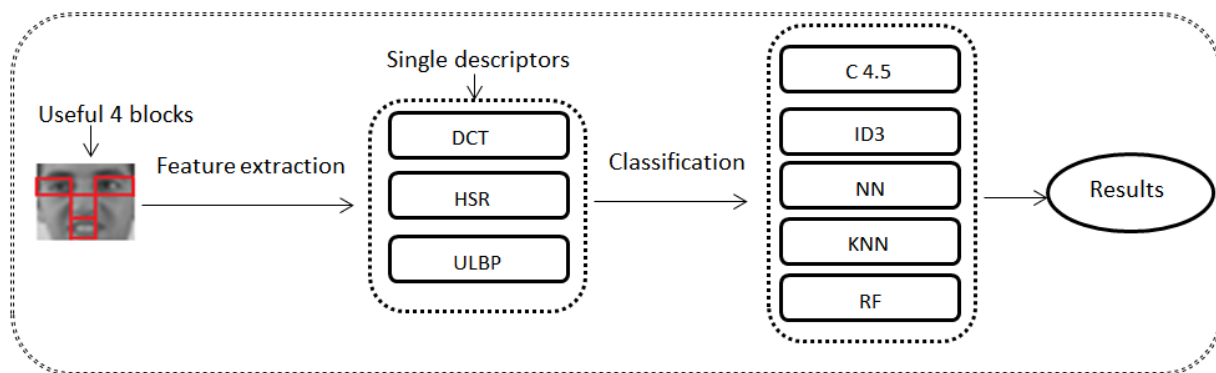 Useful 4 blocks
Feature extraction
Single descriptors
DCT
HSR
ULBP
Classification
C 4.5
ID3
NN
KNN
RF
Results